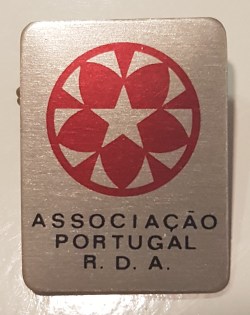 ASSOCIAÇÃO
PORTUGAL
R. D. A.